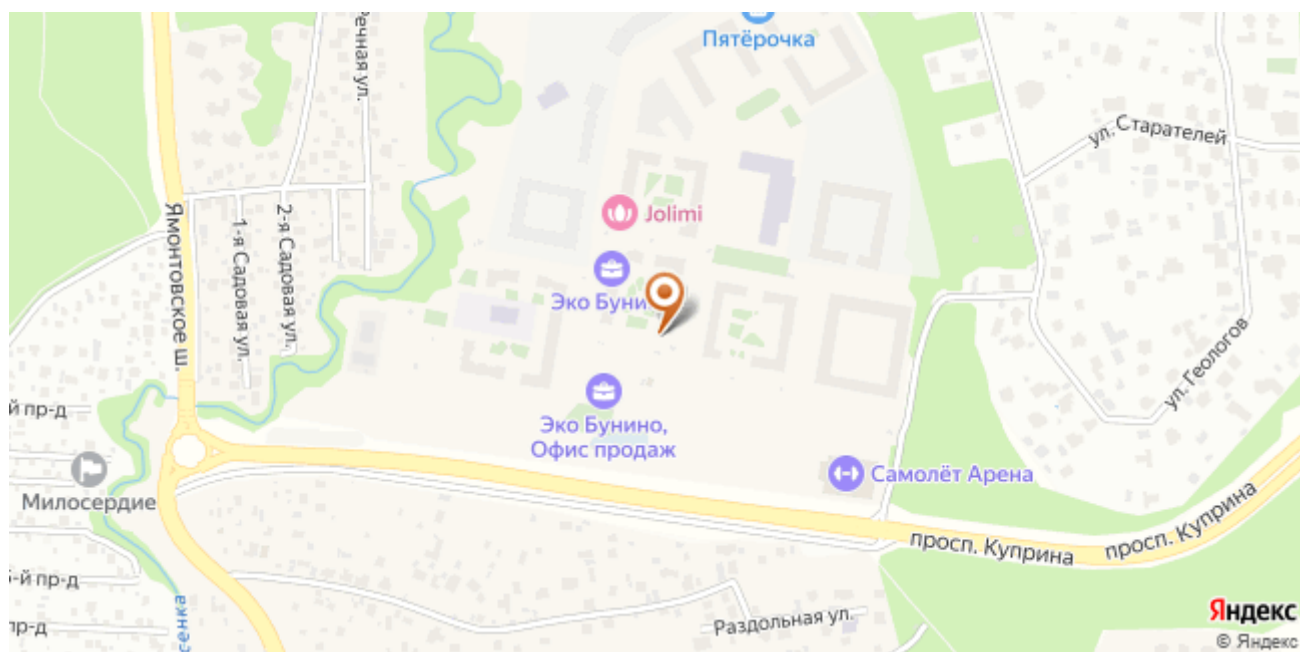 Речная ул.
Пятёрочка
ул. Старателей
Ямонтовское ш.
1-я Садовая ул.
2-я Садовая ул.
Jolimi
Эко Буни
ул. Геологов
й пр-д
Эко Бунино,
Офис продаж
Самолёт Арена
Милосердие
просп. Куприна
просп. Куприна
-й пр-д
сенка
пр-д
Раздольная ул.
Яндекс
© Яндекс